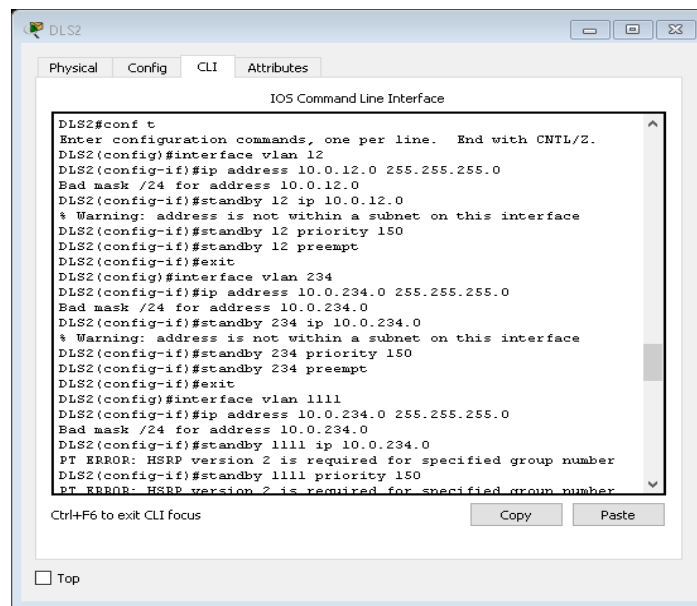 DLS2
Physical Config CLI Attributes
IOS Command Line Interface
DLS2#conf t
Enter configuration commands, one per line.  End with CNTL/Z.
DLS2(config)#interface vlan 12
DLS2(config-if)#ip address 10.0.12.0 255.255.255.0
Bad mask /24 for address 10.0.12.0
DLS2(config-if)#standby 12 ip 10.0.12.0
% Warning: address is not within a subnet on this interface
DLS2(config-if)#standby 12 priority 150
DLS2(config-if)#standby 12 preempt
DLS2(config-if)#exit
DLS2(config)#interface vlan 234
DLS2(config-if)#ip address 10.0.234.0 255.255.255.0
Bad mask /24 for address 10.0.234.0
DLS2(config-if)#standby 234 ip 10.0.234.0
% Warning: address is not within a subnet on this interface
DLS2(config-if)#standby 234 priority 150
DLS2(config-if)#standby 234 preempt
DLS2(config-if)#exit
DLS2(config)#interface vlan 1111
DLS2(config-if)#ip address 10.0.234.0 255.255.255.0
Bad mask /24 for address 10.0.234.0
DLS2(config-if)#standby 1111 ip 10.0.234.0
PT ERROR: HSRP version 2 is required for specified group number
DLS2(config-if)#standby 1111 priority 150
PT ERROR: HSRP version 2 is required for specified group number
Ctrl+F6 to exit CLI focus
Copy Paste
Top